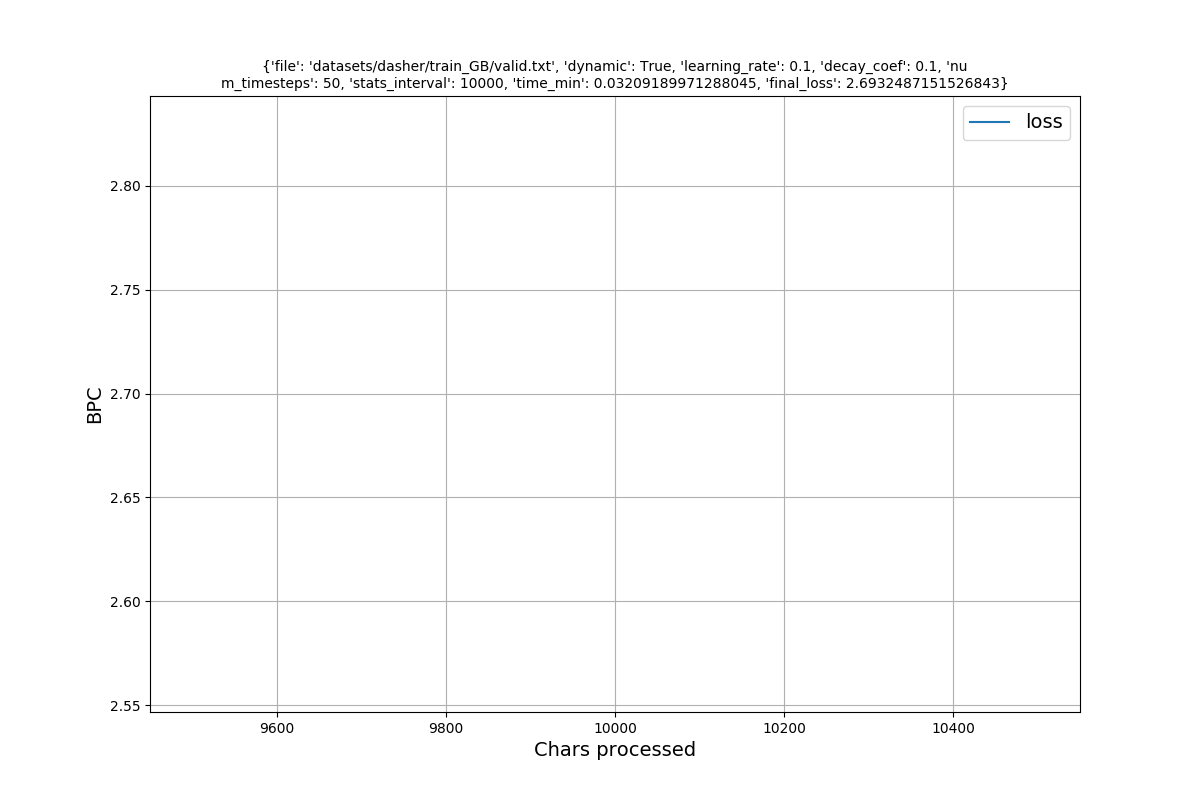 {'file': 'datasets/dasher/train_GB/valid.txt', 'dynamic': True, 'learning_rate': 0.1, 'decay_coef': 0.1, 'nu
m_timesteps': 50, 'stats_interval': 10000, 'time_min': 0.03209189971288045, 'final_loss': 2.6932487151526843}
loss
2.80
2.75
2.70
2.65
2.60
2.55
BPC
9600 9800 10000 10200 10400
Chars processed